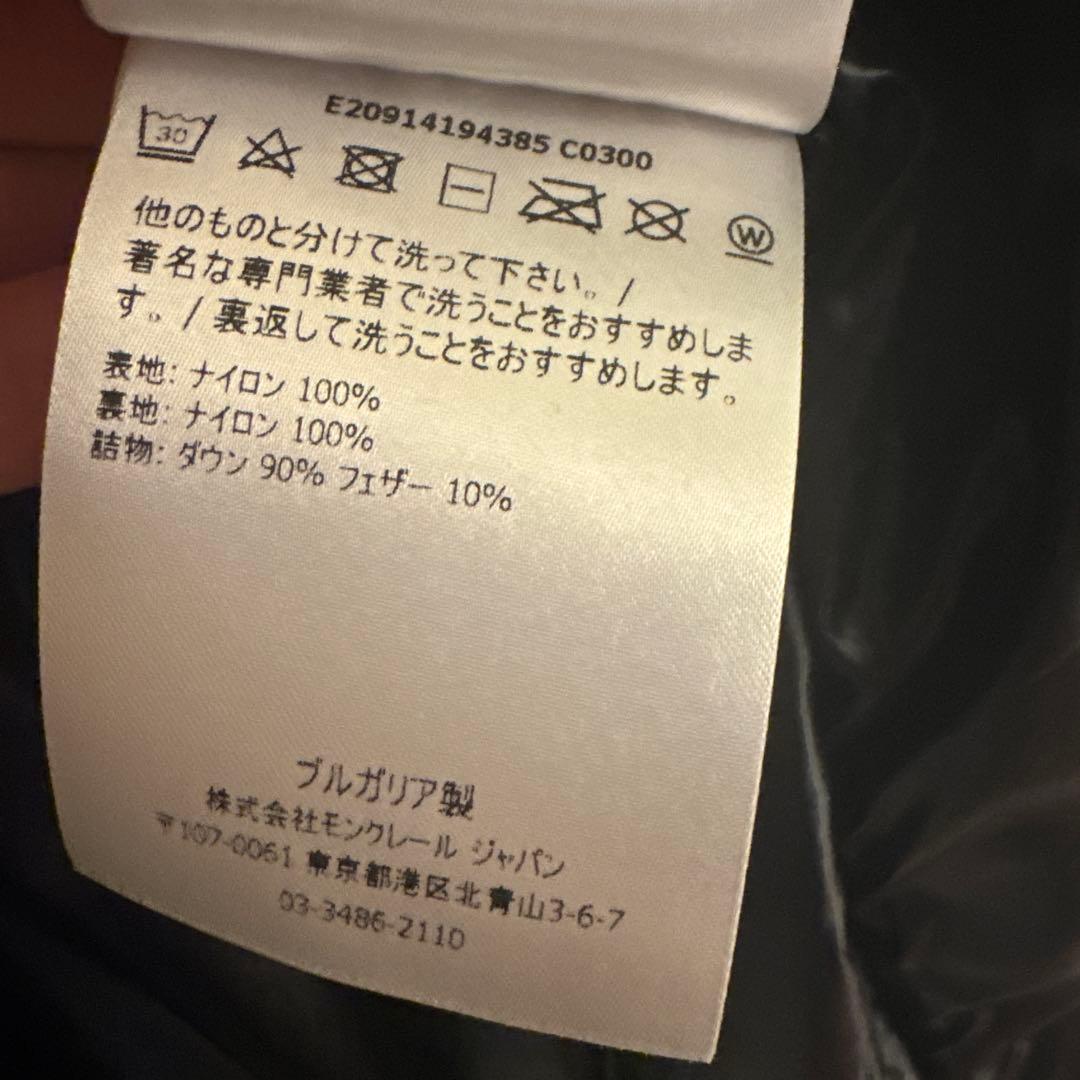 E20914194385 C0300
30
W
他のものと分けて洗って下さい。/
著名な専門業者で洗うことをおすすめしま
す。/ 裏返して洗うことをおすすめします。
表地: ナイロン 100%
裏地: ナイロン 100%
詰物: ダウン 90% フェザー 10%
ブルガリア製
株式会社モンクレール ジャパン
〒107-0061 東京都港区北青山3-6-7
03-3486-2110